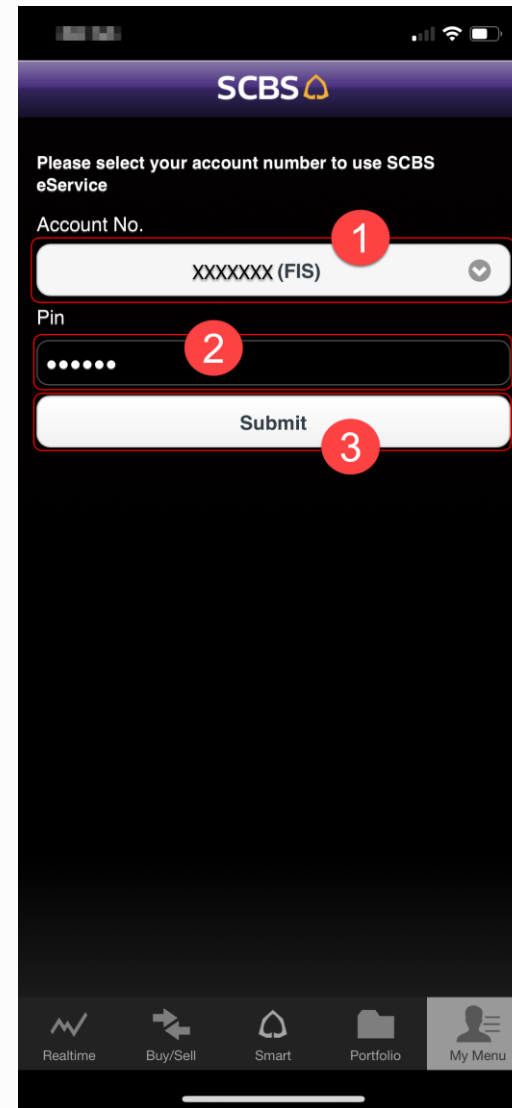 SCBS
Please select your account number to use SCBS
eService
Account No.
1
XXXXXXX (FIS)
Pin
2
••••••
Submit
3
Realtime
Buy/Sell
Smart
Portfolio
My Menu